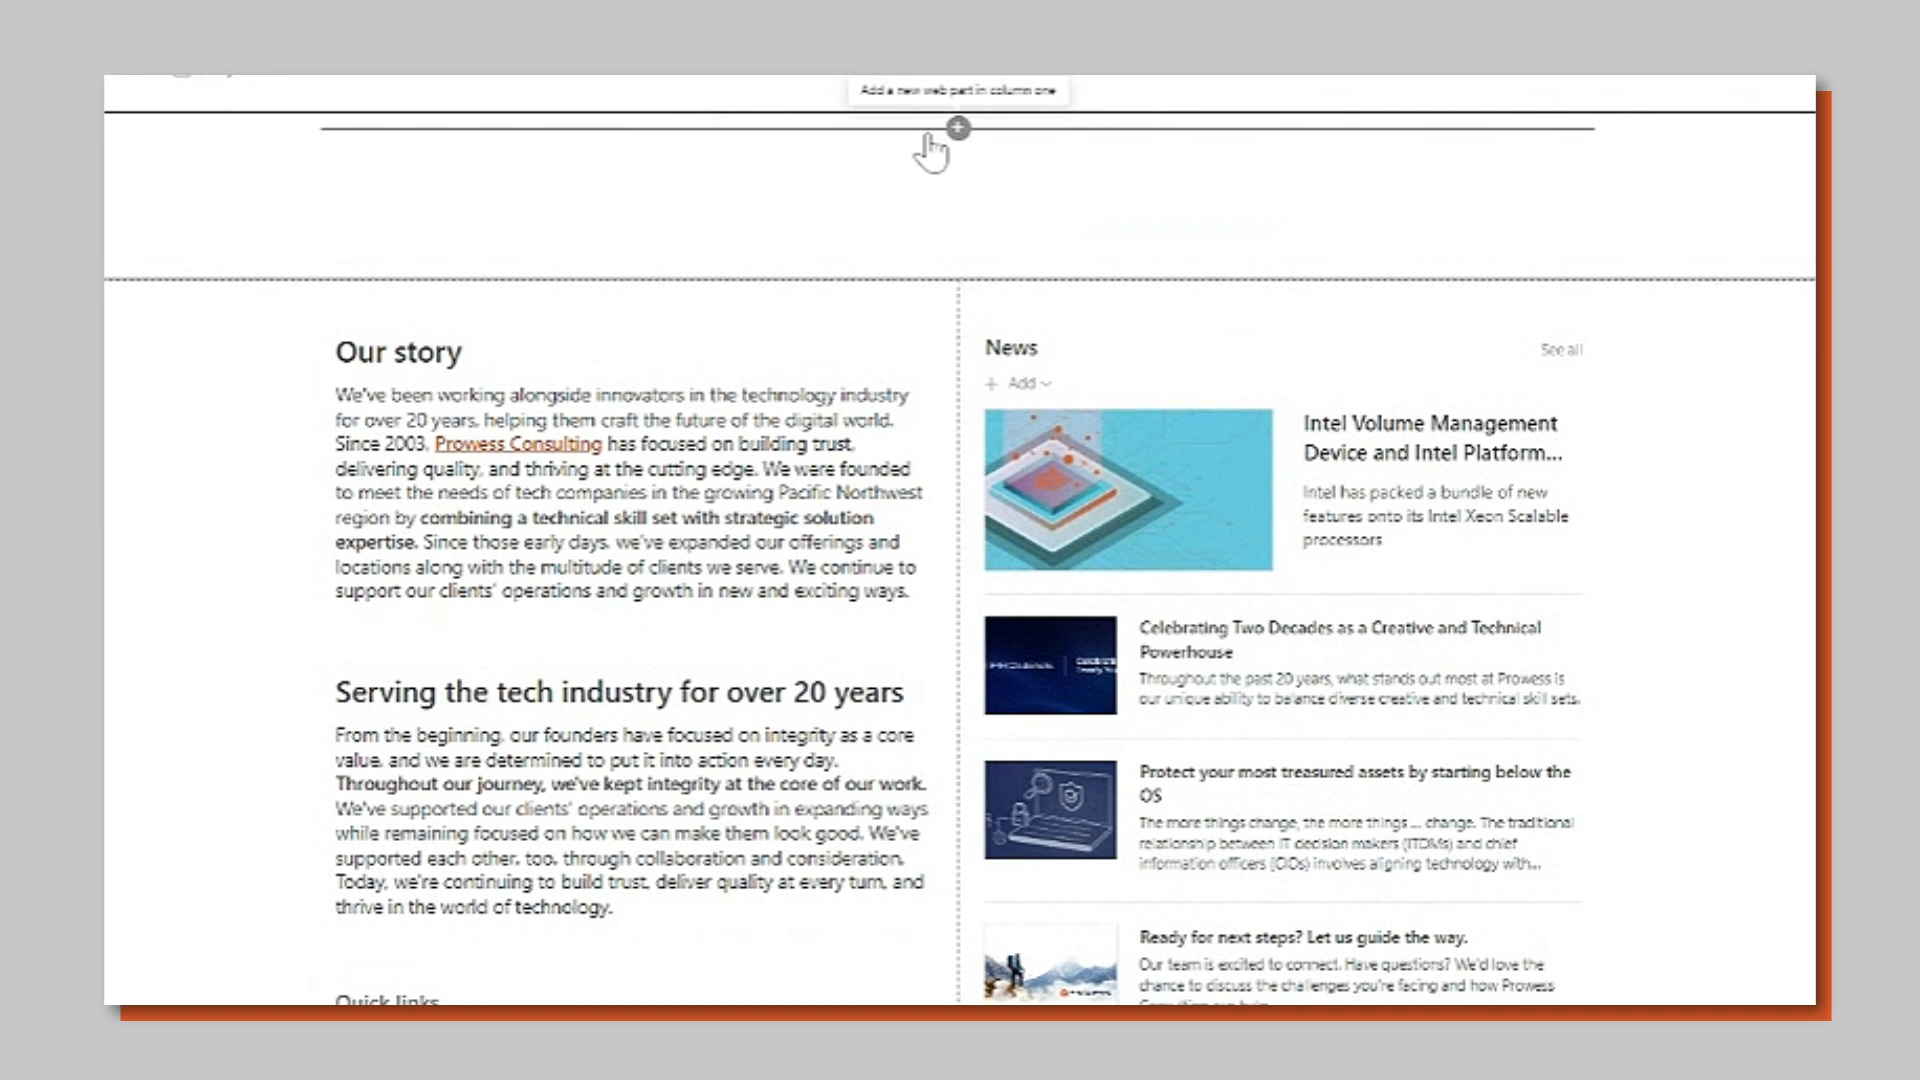 Add a new web part in column one
Our story
We've been working alongside innovators in the technology industry
for over 20 years, helping them craft the future of the digital world.
Since 2003, Prowess Consulting has focused on building trust,
delivering quality, and thriving at the cutting edge. We were founded
to meet the needs of tech companies in the growing Pacific Northwest
region by combining a technical skill set with strategic solution
expertise. Since those early days, we've expanded our offerings and
locations along with the multitude of clients we serve. We continue to
support our clients' operations and growth in new and exciting ways.
Serving the tech industry for over 20 years
From the beginning, our founders have focused on integrity as a core
value, and we are determined to put it into action every day.
Throughout our journey, we've kept integrity at the core of our work.
We've supported our clients' operations and growth in expanding ways
while remaining focused on how we can make them look good. We've
supported each other, too, through collaboration and consideration.
Today, we're continuing to build trust, deliver quality at every turn, and
thrive in the world of technology.
Quick links
News
See all
+ Add
Intel Volume Management
Device and Intel Platform...
Intel has packed a bundle of new
features onto its Intel Xeon Scalable
processors
Celebrating Two Decades as a Creative and Technical
Powerhouse
Throughout the past 20 years, what stands out most at Prowess is
our unique ability to balance diverse creative and technical skill sets.
Protect your most treasured assets by starting below the
OS
The more things change, the more things ... change. The traditional
relationship between IT decision makers (ITDMs) and chief
information officers (CIOs) involves aligning technology with...
Ready for next steps? Let us guide the way.
Our team is excited to connect. Have questions? We'd love the
chance to discuss the challenges you're facing and how Prowess